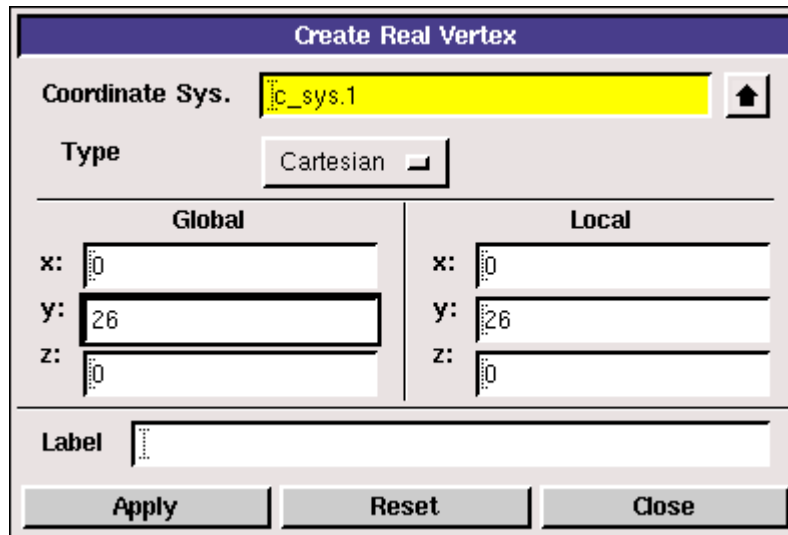 Create Real Vertex
Coordinate Sys. c_sys.1
Type Cartesian
Global Local
x: 0 x: 0
y: 26 y: 26
z: 0 z: 0
Label
Apply Reset Close